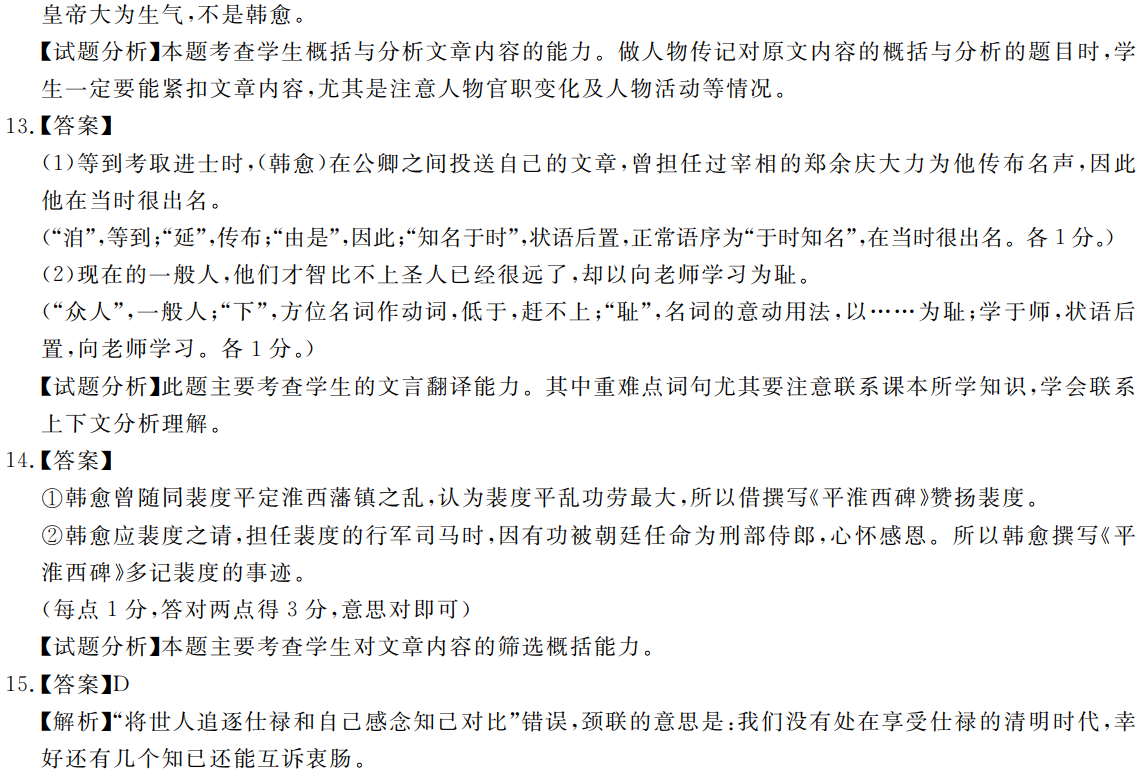 皇帝大为生气,不是韩愈。
【试题分析】本题考查学生概括与分析文章内容的能力。做人物传记对原文内容的概括与分析的题目时,学
生一定要能紧扣文章内容,尤其是注意人物官职变化及人物活动等情况。
13.【答案】
(1)等到考取进士时,(韩愈)在公卿之间投送自己的文章,曾担任过宰相的郑余庆大力为他传布名声,因此
他在当时很出名。
(“洎”,等到;“延”,传布;“由是”,因此;“知名于时”,状语后置,正常语序为“于时知名”,在当时很出名。各1分。)
(2)现在的一般人,他们才智比不上圣人已经很远了,却以向老师学习为耻。
(“众人”,一般人;“下”,方位名词作动词,低于,赶不上;“耻”,名词的意动用法,以……为耻;学于师,状语后
置,向老师学习。各1分。)
【试题分析】此题主要考查学生的文言翻译能力。其中重难点词句尤其要注意联系课本所学知识,学会联系
上下文分析理解。
14.【答案】
①韩愈曾随同裴度平定淮西藩镇之乱,认为裴度平乱功劳最大,所以借撰写《平淮西碑》赞扬裴度。
②韩愈应裴度之请,担任裴度的行军司马时,因有功被朝廷任命为刑部侍郎,心怀感恩。所以韩愈撰写《平
淮西碑》多记裴度的事迹。
(每点1分,答对两点得3分,意思对即可)
【试题分析】本题主要考查学生对文章内容的筛选概括能力。
15.【答案】D
【解析】“将世人追逐仕禄和自己感念知己对比”错误,颈联的意思是:我们没有处在享受仕禄的清明时代,幸
好还有几个知已还能互诉衷肠。